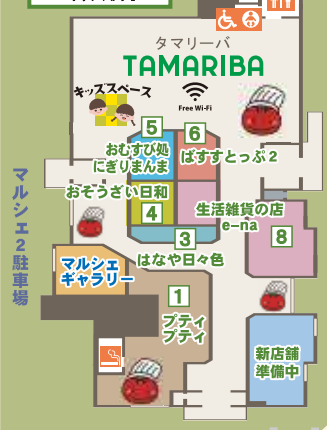 タマリーバ
TAMARIBA
キッズスペース
Free Wi-Fi
5
6
おむすび処
にぎりまんま
ばすすとっぷ2
おそうざい日和
4
生活雑貨の店
e-na
8
3
はなや日々色
マルシェ2駐車場
マルシェ
ギャラリー
1
プティ
プティ
新店舗
準備中